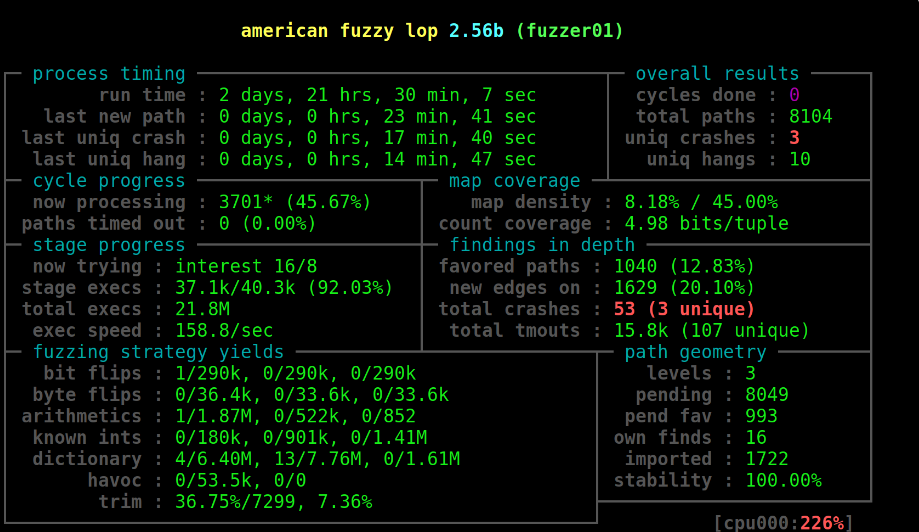 american fuzzy lop 2.56b (fuzzer01)
process timing overall results
run time : 2 days, 21 hrs, 30 min, 7 sec cycles done : 0
last new path : 0 days, 0 hrs, 23 min, 41 sec total paths : 8104
last uniq crash : 0 days, 0 hrs, 17 min, 40 sec uniq crashes : 3
last uniq hang : 0 days, 0 hrs, 14 min, 47 sec uniq hangs : 10
cycle progress map coverage
now processing : 3701* (45.67%) map density : 8.18% / 45.00%
paths timed out : 0 (0.00%) count coverage : 4.98 bits/tuple
stage progress findings in depth
now trying : interest 16/8 favored paths : 1040 (12.83%)
stage execs : 37.1k/40.3k (92.03%) new edges on : 1629 (20.10%)
total execs : 21.8M total crashes : 53 (3 unique)
exec speed : 158.8/sec total tmouts : 15.8k (107 unique)
fuzzing strategy yields path geometry
bit flips : 1/290k, 0/290k, 0/290k levels : 3
byte flips : 0/36.4k, 0/33.6k, 0/33.6k pending : 8049
arithmetics : 1/1.87M, 0/522k, 0/852 pend fav : 993
known ints : 0/180k, 0/901k, 0/1.41M own finds : 16
dictionary : 4/6.40M, 13/7.76M, 0/1.61M imported : 1722
havoc : 0/53.5k, 0/0 stability : 100.00%
trim : 36.75%/7299, 7.36%
[cpu000:226%]